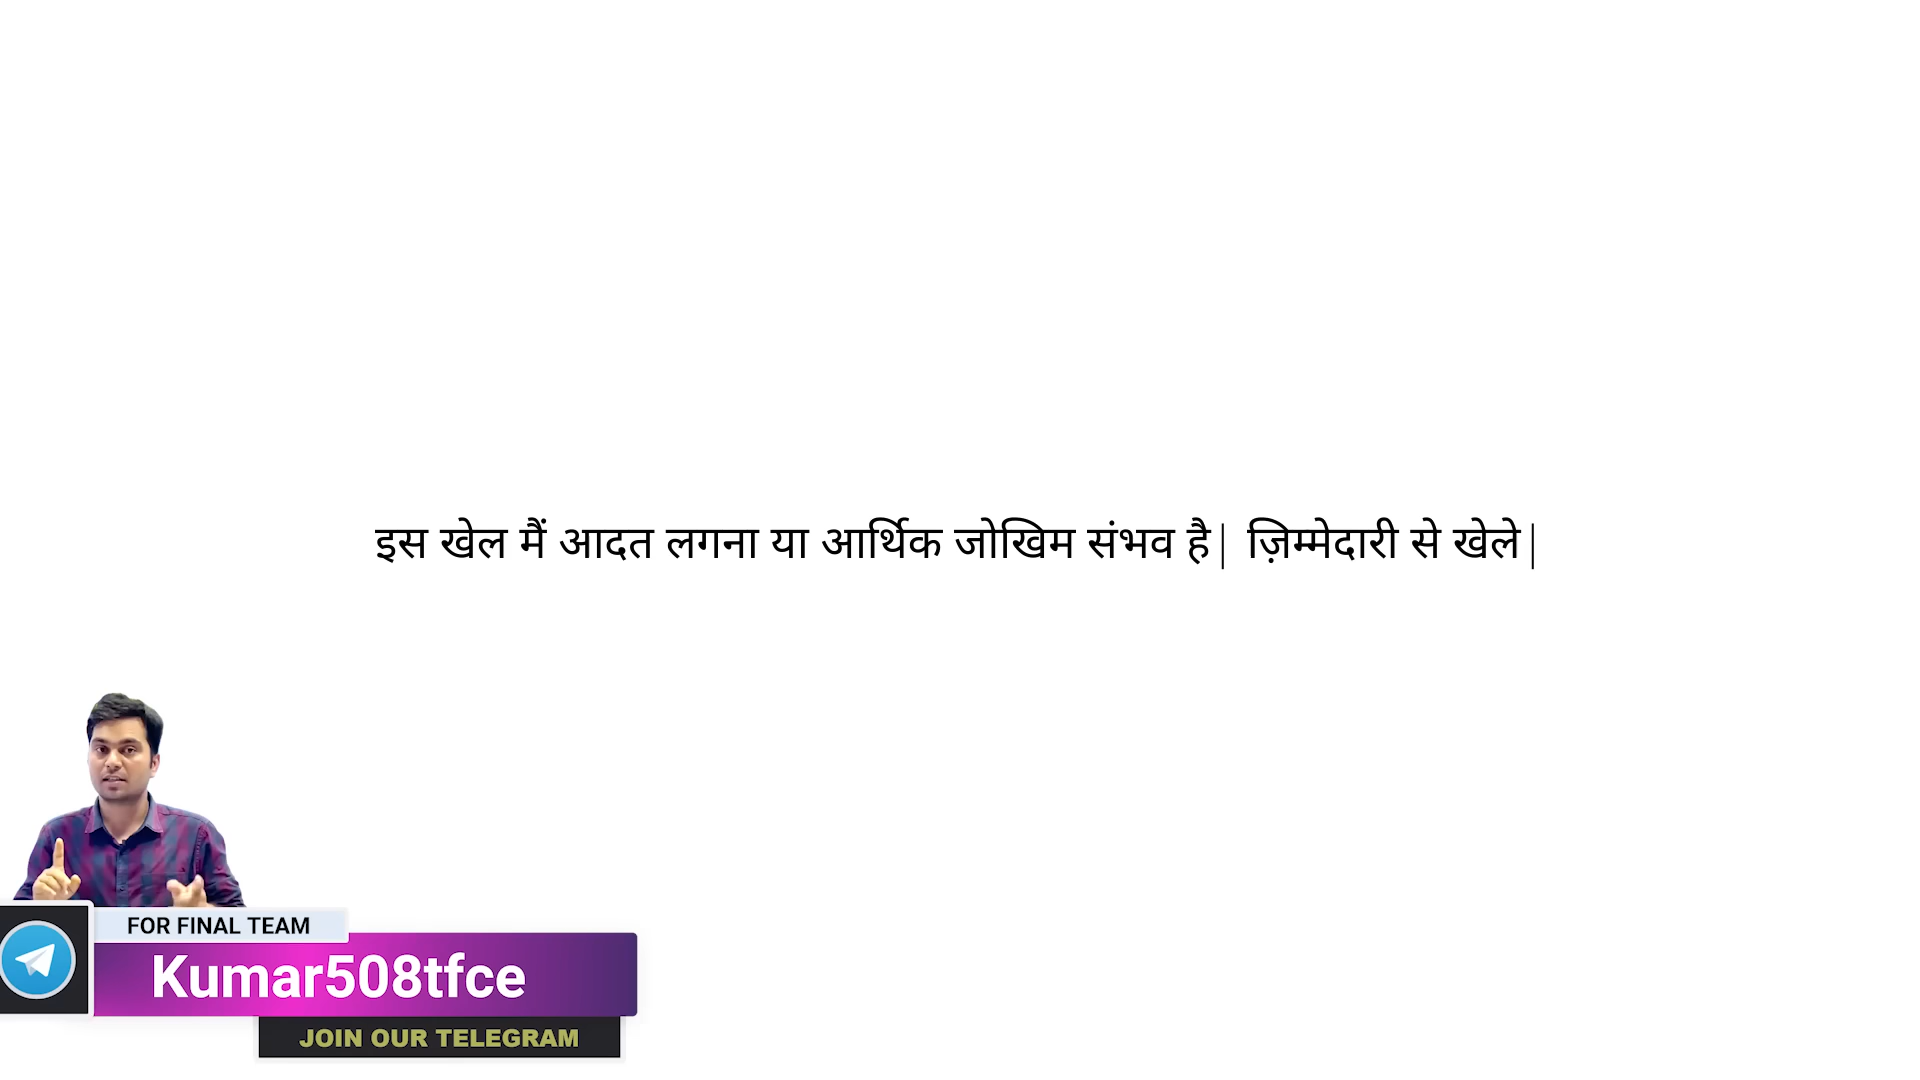 इस खेल मैं आदत लगना या आर्थिक जोखिम संभव है| ज़िम्मेदारी से खेले|
FOR FINAL TEAM
Kumar508tfce
JOIN OUR TELEGRAM